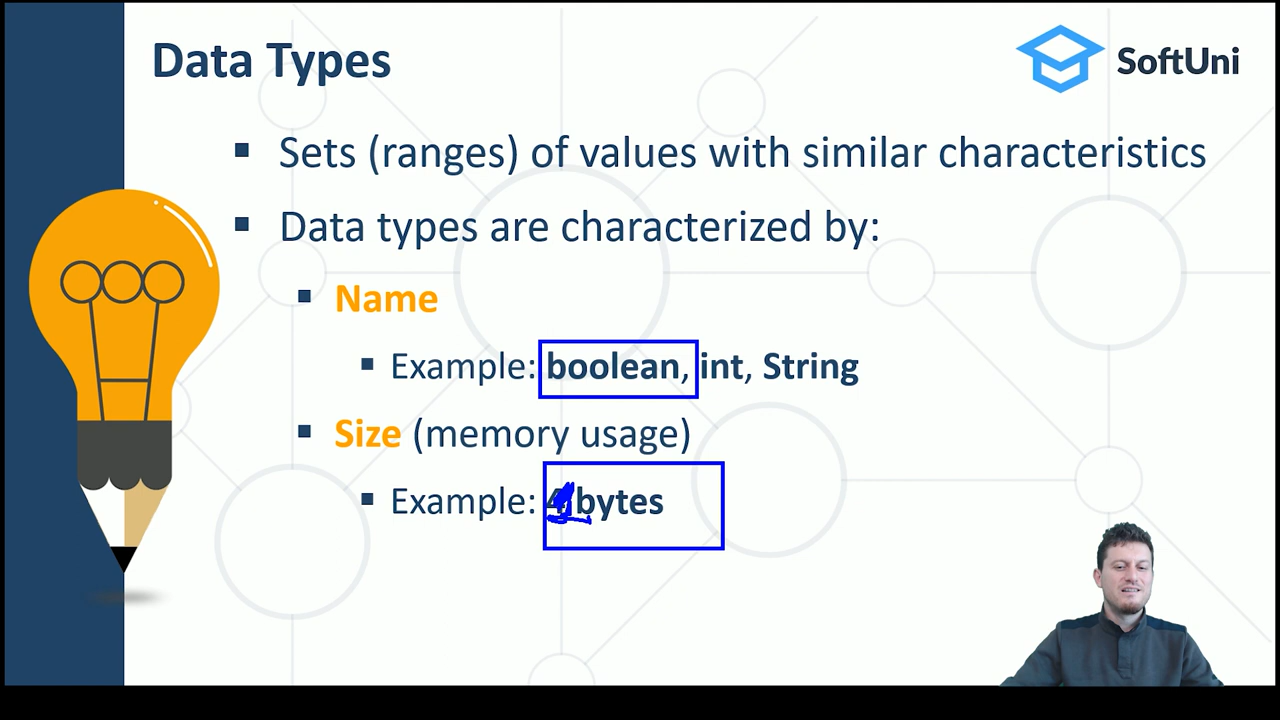 Data Types
SoftUni
Sets (ranges) of values with similar characteristics
Data types are characterized by:
Name
Example: boolean, int, String
Size (memory usage)
Example: 4 bytes